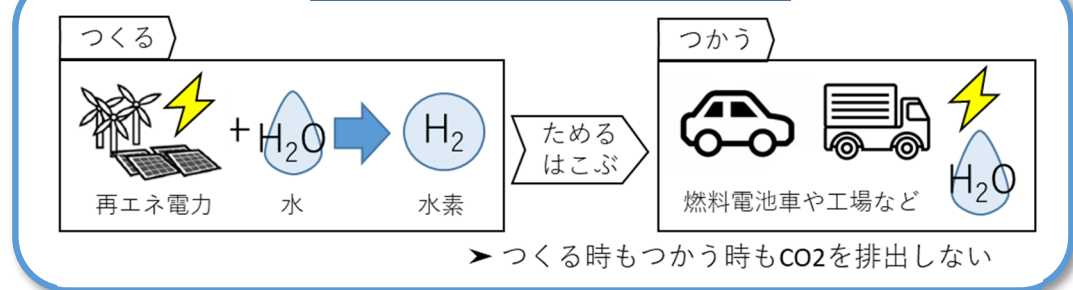 つくる
+ H₂O
H₂
再エネ電力
水
水素
ためる
はこぶ
つかう
H₂O
燃料電池車や工場など
➤ つくる時もつかう時もCO2を排出しない